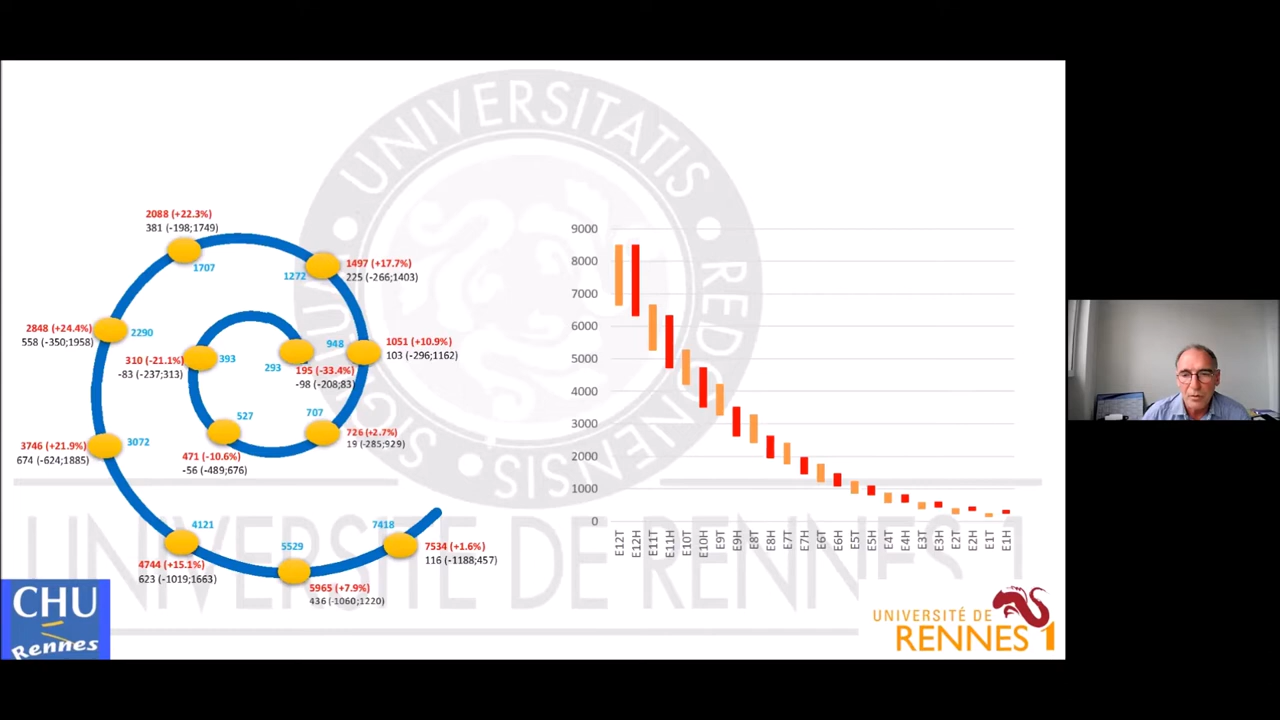 2088 (+22.3%)
381 (-198;1749)
1707
1272
1497 (+17.7%)
225 (-266;1403)
2848 (+24.4%)
558 (-350;1958)
2290
310 (-21.1%)
-83 (-237;313)
393
293
195 (-33.4%)
-98 (-208;83)
948
1051 (+10.9%)
103 (-296;1162)
527
471 (-10.6%)
-56 (-489;676)
707
726 (+2.7%)
19 (-285;929)
3746 (+21.9%)
674 (-624;1885)
3072
4121
4744 (+15.1%)
623 (-1019;1663)
5529
5965 (+7.9%)
436 (-1060;1220)
7418
7534 (+1.6%)
116 (-1188;457)
9000
8000
7000
6000
5000
4000
3000
2000
1000
0
E12T
E12H
E11T
E11H
E10T
E10H
E9T
E9H
E8T
E8H
E7T
E7H
E6T
E6H
E5T
E5H
E4T
E4H
E3T
E3H
E2T
E2H
E1T
E1H
UNIVERSITATIS
REDONENSIS
UNIVERSITÉ DE RENNES 1
CHU
Rennes
UNIVERSITÉ DE
RENNES 1